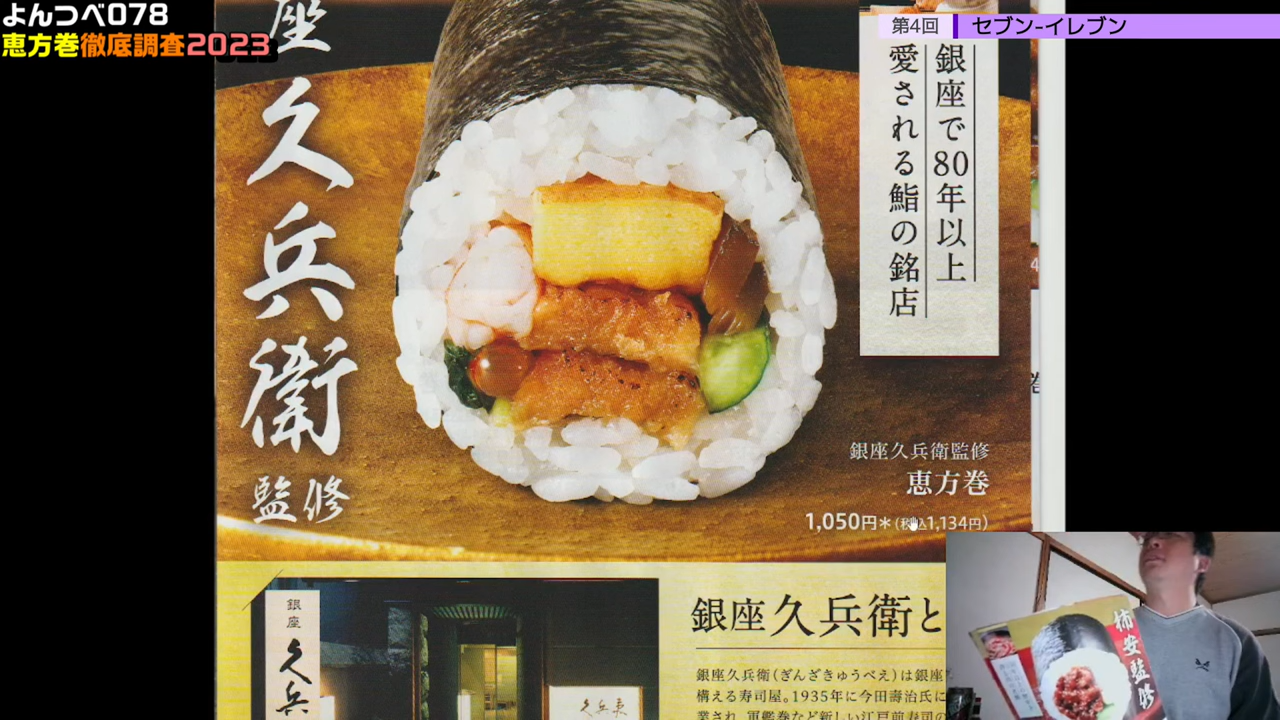 よんつべ078
恵方巻徹底調査2023
第4回 セブン-イレブン
座久兵衛
監修
銀座で80年以上
愛される鮨の銘店
銀座久兵衛監修
恵方巻
1,050円*(税込1,134円)
銀座
久兵
銀座久兵衛と
銀座久兵衛(ぎんざきゅうべえ)は銀座
構える寿司屋。1935年に今田壽治氏に
業され、軍艦巻など新しい江戸前寿司の
柿安監修